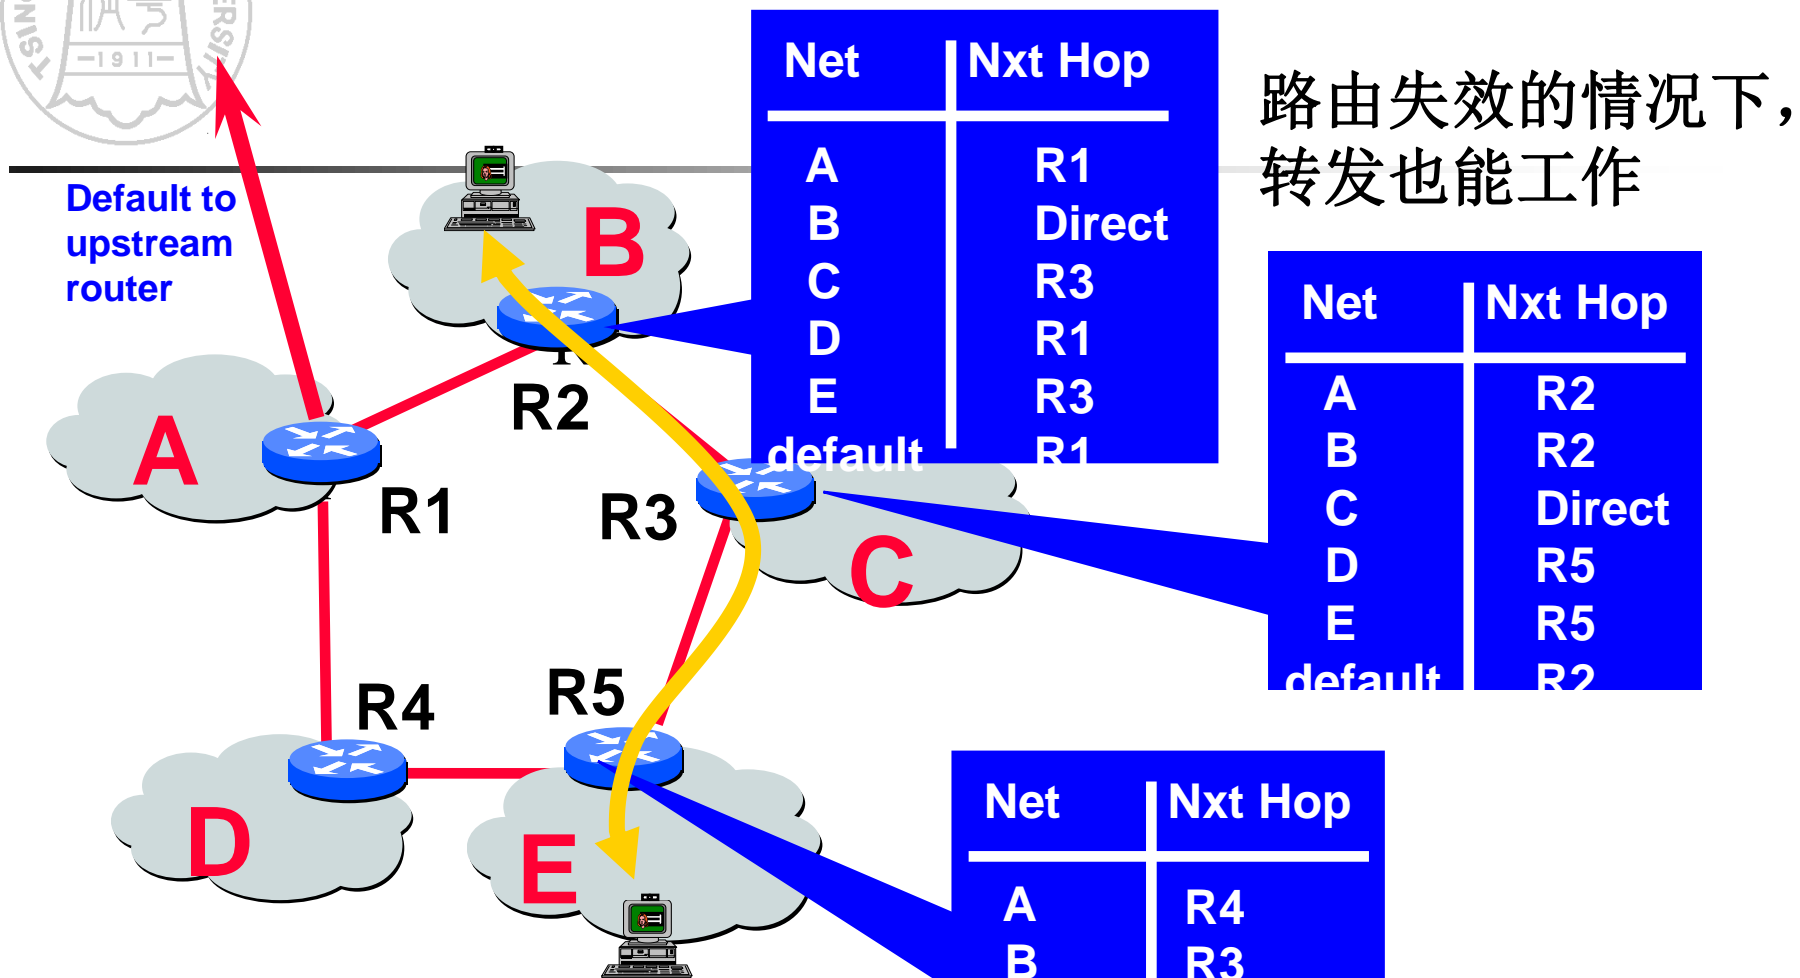 -1911-
路由失效的情况下，
转发也能工作
Default to
upstream
router
Net Nxt Hop
A R1
B Direct
C R3
D R1
E R3
default R1
Net Nxt Hop
A R2
B R2
C Direct
D R5
E R5
default R2
Net Nxt Hop
A R4
B R3
B
R2
A
R1
R3
C
R4
R5
D
E